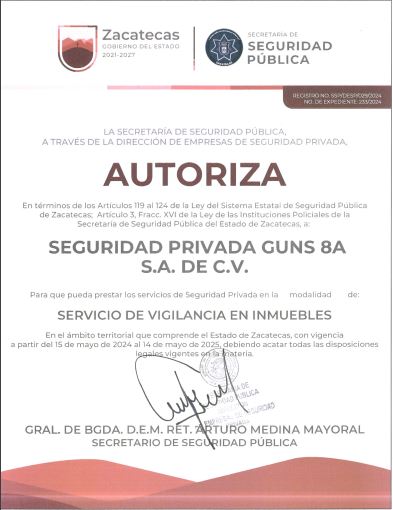 Zacatecas
GOBIERNO DEL ESTADO
2021-2027
SECRETARÍA DE
SEGURIDAD
PÚBLICA
REGISTRO NO. SSP/DESP/029/2024
NO. DE EXPEDIENTE: 233/2024
LA SECRETARÍA DE SEGURIDAD PÚBLICA,
A TRAVÉS DE LA DIRECCIÓN DE EMPRESAS DE SEGURIDAD PRIVADA,
AUTORIZA
En términos de los Artículos 119 al 124 de la Ley del Sistema Estatal de Seguridad Pública
de Zacatecas; Artículo 3, Fracc. XVI de la Ley de las Instituciones Policiales de la
Secretaría de Seguridad Pública del Estado de Zacatecas, a:
SEGURIDAD PRIVADA GUNS 8A
S.A. DE C.V.
Para que pueda prestar los servicios de Seguridad Privada en la modalidad de:
SERVICIO DE VIGILANCIA EN INMUEBLES
En el ámbito territorial que comprende el Estado de Zacatecas, con vigencia
a partir del 15 de mayo de 2024 al 14 de mayo de 2025, debiendo acatar todas las disposiciones
legales vigentes en la materia.
GRAL. DE BGDA. D.E.M. RET. ARTURO MEDINA MAYORAL
SECRETARIO DE SEGURIDAD PÚBLICA